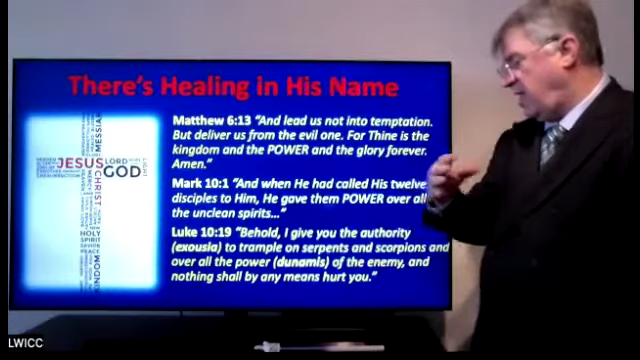 There's Healing in His Name
Matthew 6:13 "And lead us not into temptation.
But deliver us from the evil one. For Thine is the
kingdom and the POWER and the glory forever.
Amen."
Mark 10:1 "And when He had called His twelve
disciples to Him, He gave them POWER over all
the unclean spirits..."
Luke 10:19 "Behold, I give you the authority
(exousia) to trample on serpents and scorpions and
over all the power (dunamis) of the enemy, and
nothing shall by any means hurt you."
MESSIAH
JESUS LORD
GOD
CHRIST
MERCY
HOLY
SPIRIT
SAVIOR
PEACE
LWICC